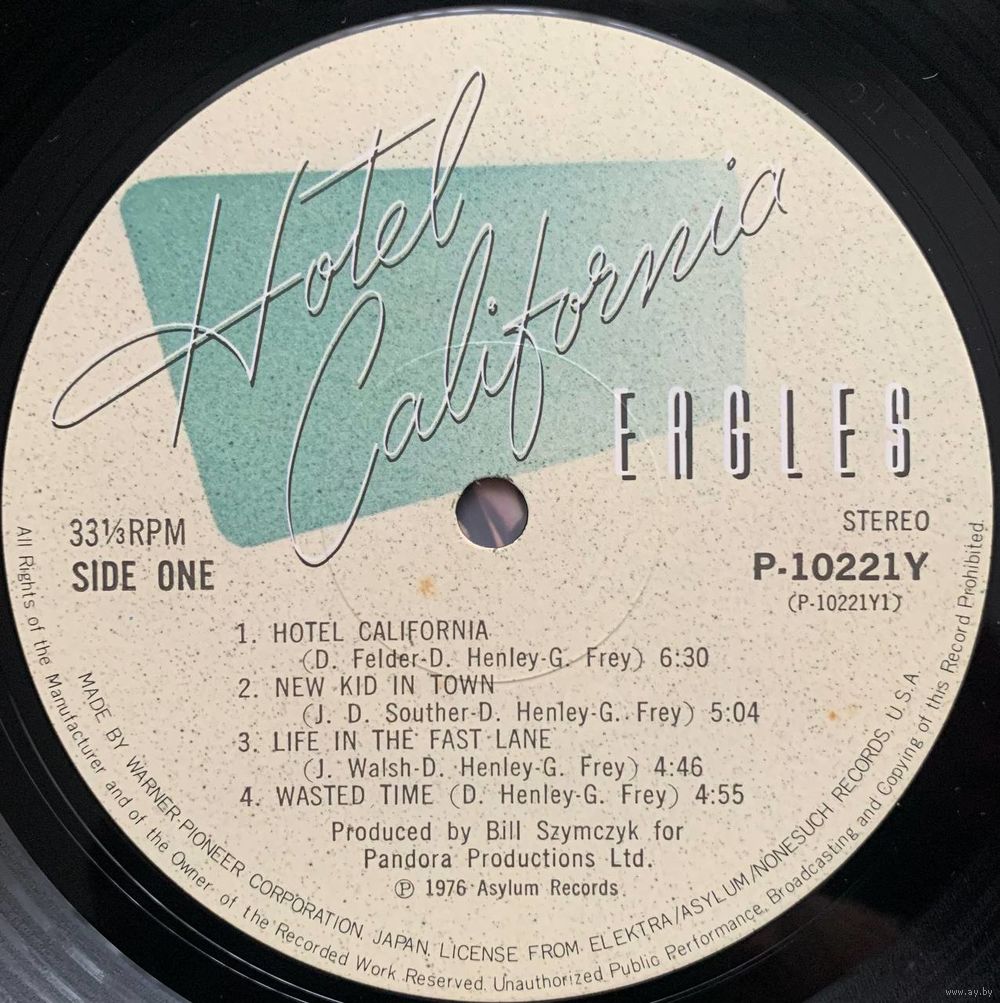 Hotel
California
EAGLES
33⅓RPM
SIDE ONE
STEREO
P-10221Y
(P-10221Y1)
1. HOTEL CALIFORNIA
(D. Felder-D. Henley-G. Frey) 6:30
2. NEW KID IN TOWN
(J. D. Souther-D. Henley-G. Frey) 5:04
3. LIFE IN THE FAST LANE
(J. Walsh-D. Henley-G. Frey) 4:46
4. WASTED TIME (D. Henley-G. Frey) 4:55
Produced by Bill Szymczyk for
Pandora Productions Ltd.
Ⓟ 1976 Asylum Records
MADE BY WARNER-PIONEER CORPORATION, JAPAN, LICENSE FROM ELEKTRA/ASYLUM/NONESUCH RECORDS, U.S.A.
All Rights of the Manufacturer and of the Owner of the Recorded Work Reserved. Unauthorized Public Performance, Broadcasting and Copying of this Record Prohibited.
www.ay.by